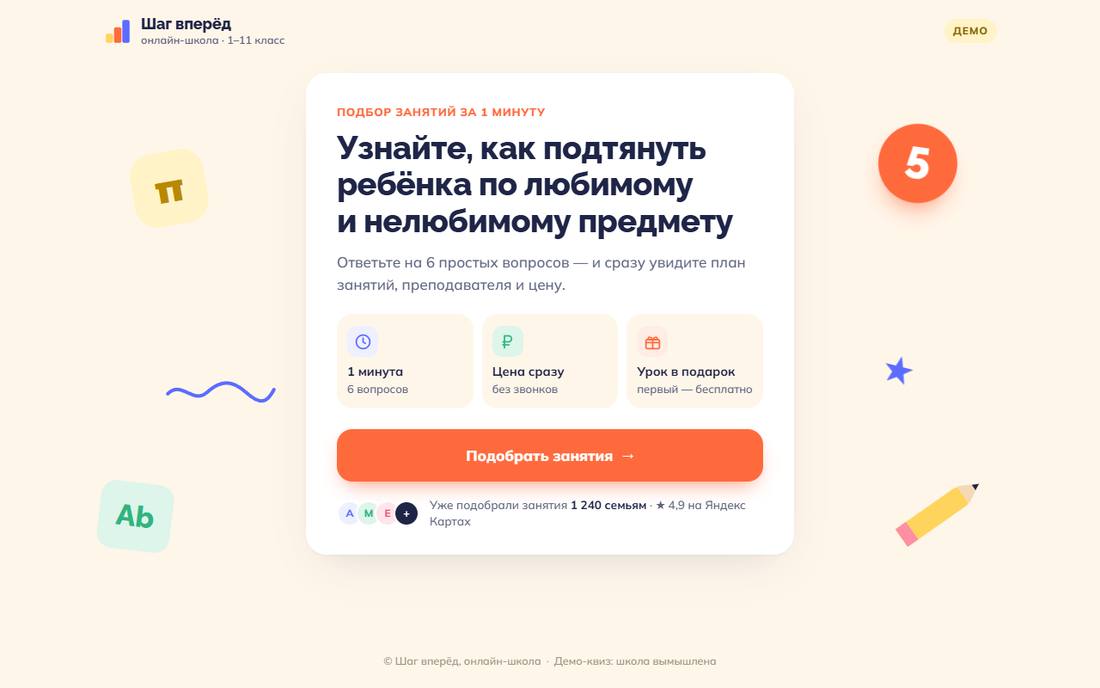 Шаг вперёд
онлайн-школа · 1–11 класс
ДЕМО
ПОДБОР ЗАНЯТИЙ ЗА 1 МИНУТУ
Узнайте, как подтянуть
ребёнка по любимому
и нелюбимому предмету
Ответьте на 6 простых вопросов — и сразу увидите план
занятий, преподавателя и цену.
1 минута
6 вопросов
₽
Цена сразу
без звонков
Урок в подарок
первый — бесплатно
Подобрать занятия →
А М Е +
Уже подобрали занятия 1 240 семьям · ★ 4,9 на Яндекс
Картах
π
5
Ab
© Шаг вперёд, онлайн-школа · Демо-квиз: школа вымышлена